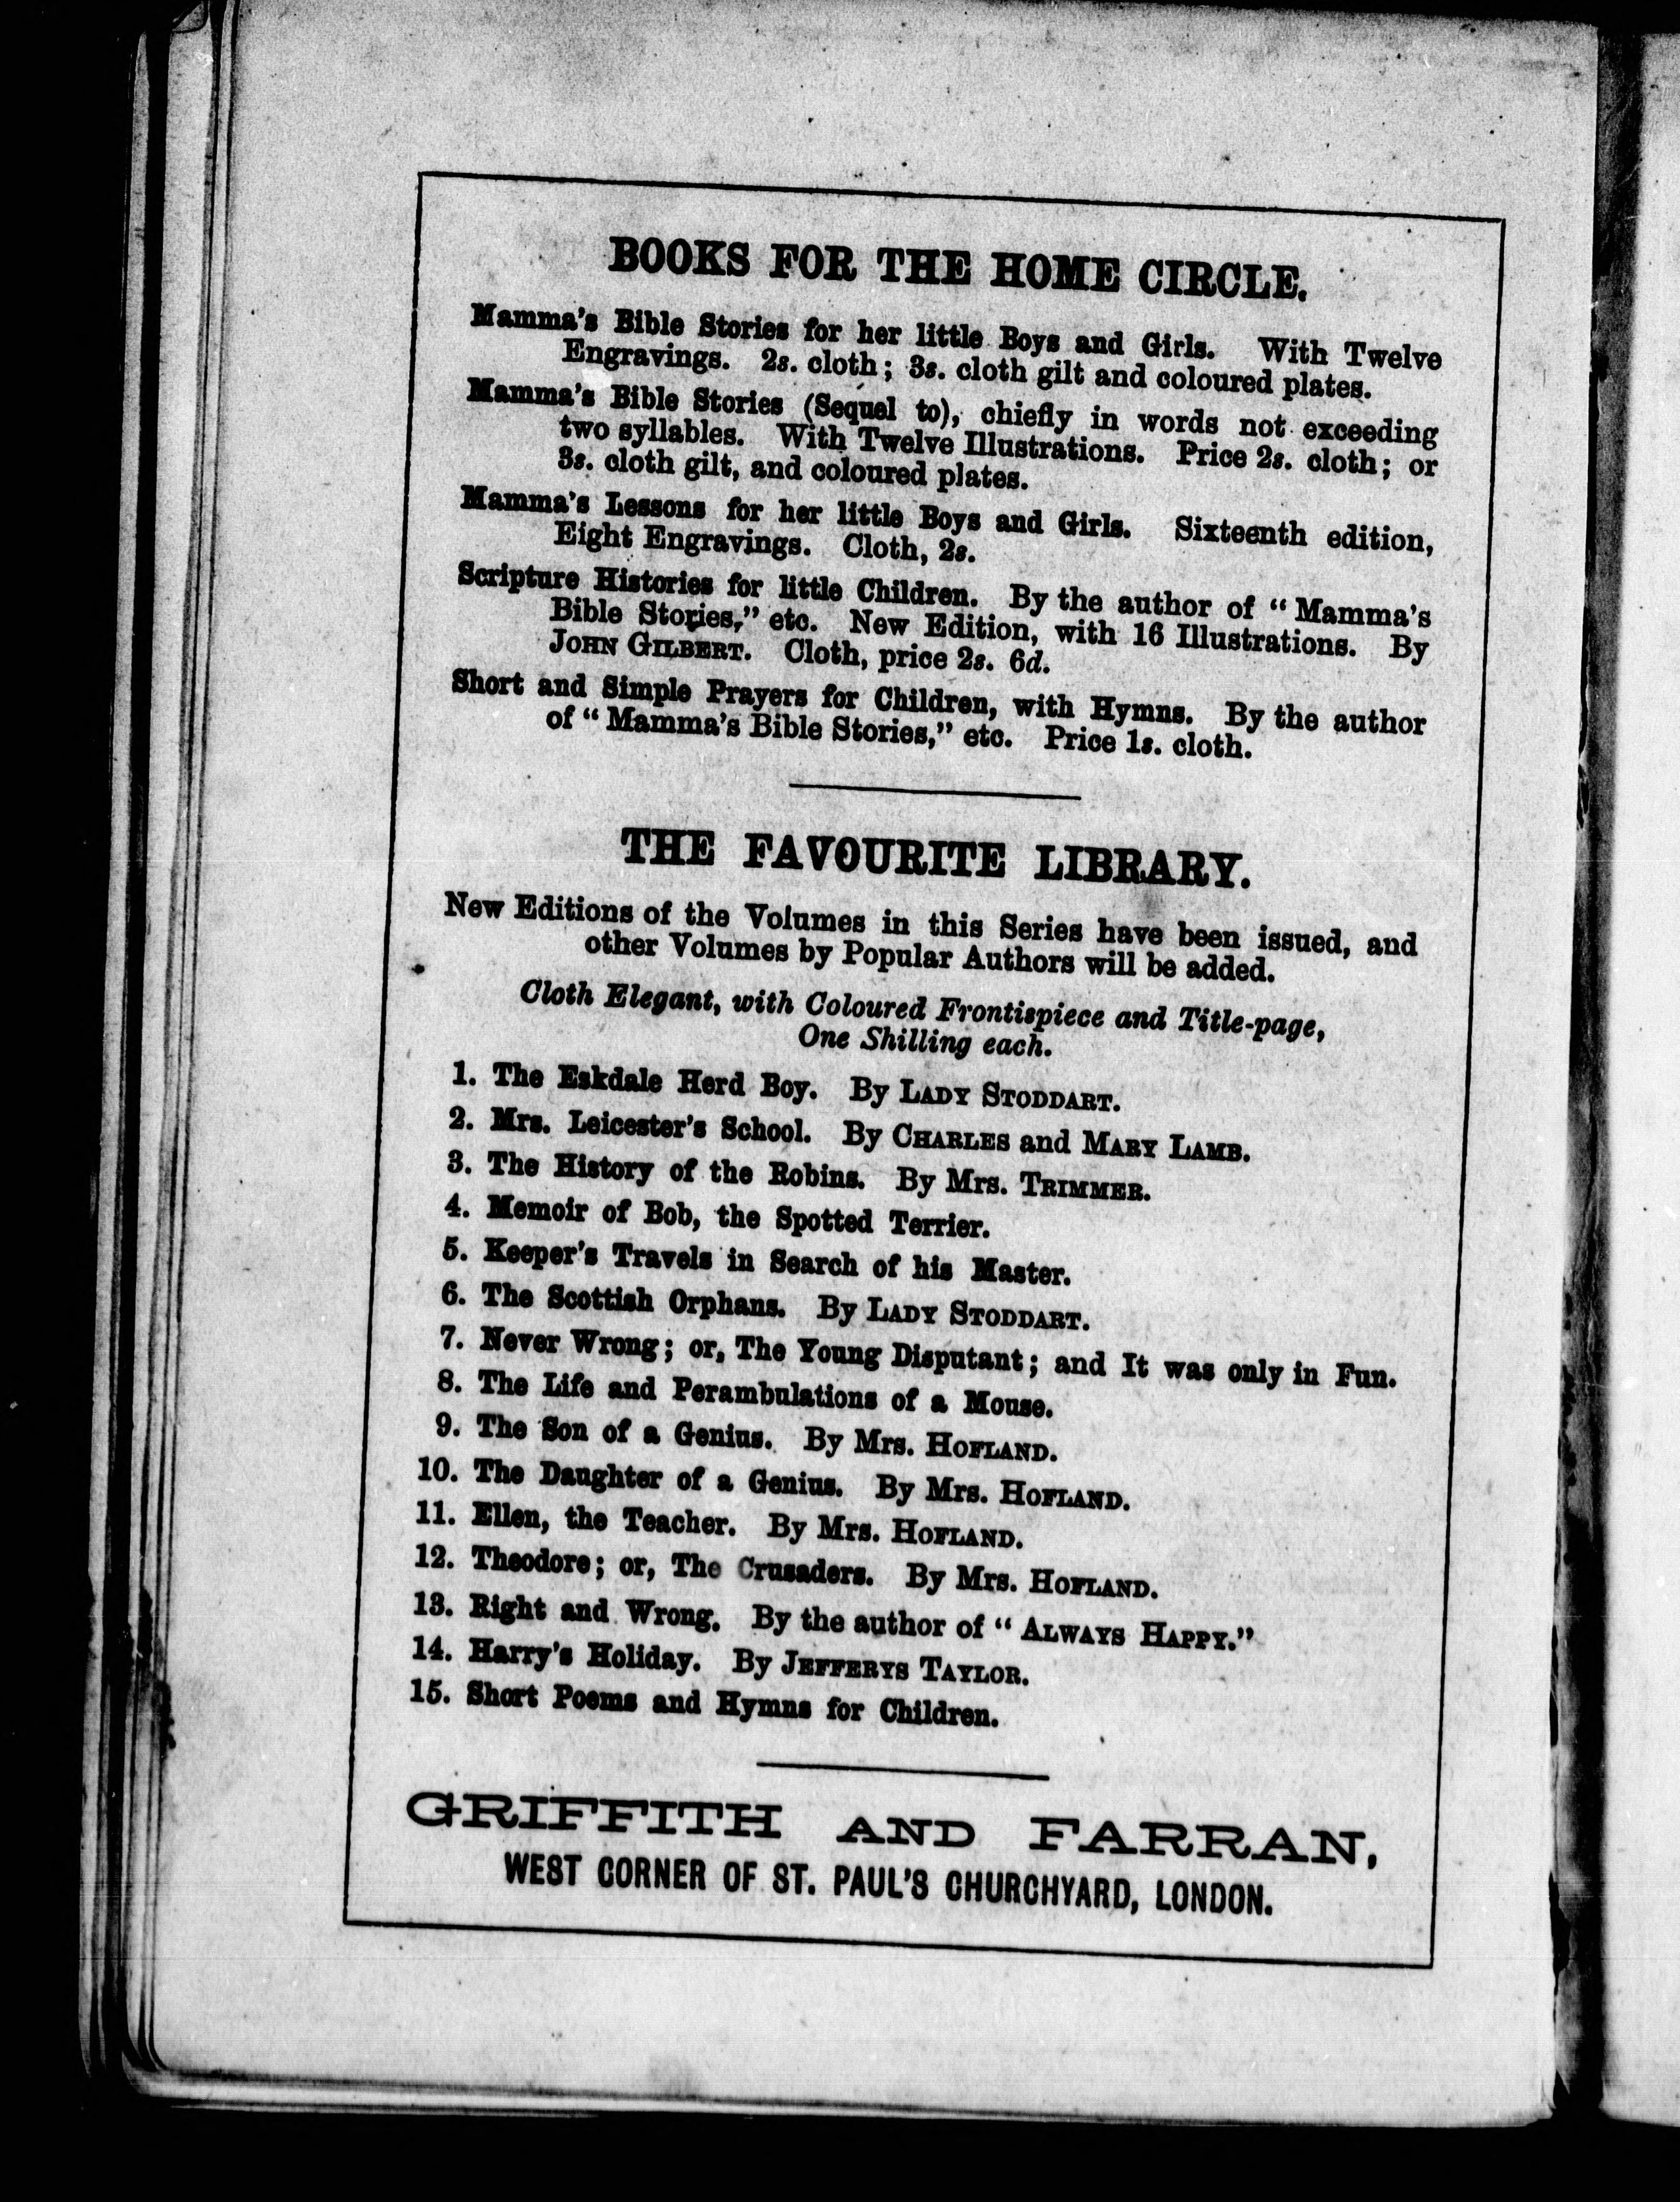 BOOKS FOR THE HOME CIRCLE.
Mamma's Bible Stories for her little Boys and Girls. With Twelve
Engravings. 2s. cloth; 3s. cloth gilt and coloured plates.
Mamma's Bible Stories (Sequel to), chiefly in words not exceeding
two syllables. With Twelve Illustrations. Price 2s. cloth; or
3s. cloth gilt, and coloured plates.
Mamma's Lessons for her little Boys and Girls. Sixteenth edition,
Eight Engravings. Cloth, 2s.
Scripture Histories for little Children. By the author of "Mamma's
Bible Stories," etc. New Edition, with 16 Illustrations. By
JOHN GILBERT. Cloth, price 2s. 6d.
Short and Simple Prayers for Children, with Hymns. By the author
of "Mamma's Bible Stories," etc. Price 1s. cloth.
THE FAVOURITE LIBRARY.
New Editions of the Volumes in this Series have been issued, and
other Volumes by Popular Authors will be added.
Cloth Elegant, with Coloured Frontispiece and Title-page,
One Shilling each.
1. The Eskdale Herd Boy. By LADY STODDART.
2. Mrs. Leicester's School. By CHARLES and MARY LAMB.
3. The History of the Robins. By Mrs. TRIMMER.
4. Memoir of Bob, the Spotted Terrier.
5. Keeper's Travels in Search of his Master.
6. The Scottish Orphans. By LADY STODDART.
7. Never Wrong; or, The Young Disputant; and It was only in Fun.
8. The Life and Perambulations of a Mouse.
9. The Son of a Genius. By Mrs. HOFLAND.
10. The Daughter of a Genius. By Mrs. HOFLAND.
11. Ellen, the Teacher. By Mrs. HOFLAND.
12. Theodore; or, The Crusaders. By Mrs. HOFLAND.
13. Right and Wrong. By the author of "ALWAYS HAPPY."
14. Harry's Holiday. By JEFFERYS TAYLOR.
15. Short Poems and Hymns for Children.
GRIFFITH AND FARRAN,
WEST CORNER OF ST. PAUL'S CHURCHYARD, LONDON.